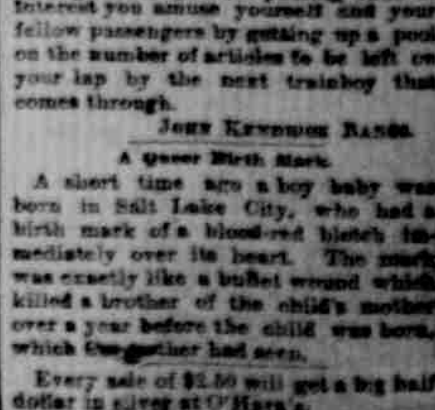 interest you amuse yourself and your
fellow passengers by getting up a pool
on the number of articles to be left on
your lap by the next trainboy that
comes through.
JOHN KENDRICK BANGS.
A Queer Birth Mark.
A short time ago a boy baby was
born in Salt Lake City, who had a
birth mark of a blood-red blotch im-
mediately over its heart. The mark
was exactly like a bullet wound which
killed a brother of the child's mother
over a year before the child was born,
which the mother had seen.
Every sale of $2.50 will get a big half
dollar in silver at O'Hara's.